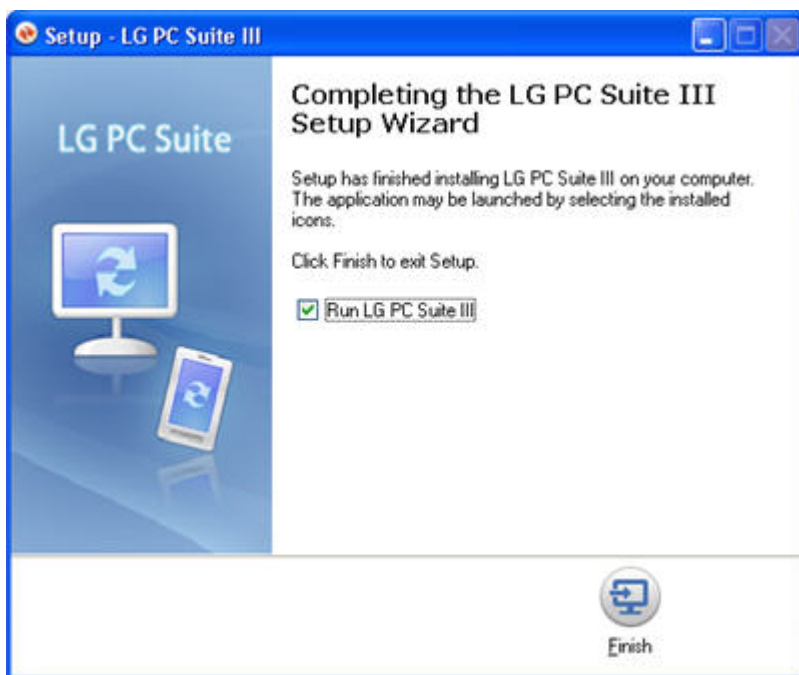 Setup - LG PC Suite III
LG PC Suite
Completing the LG PC Suite III
Setup Wizard
Setup has finished installing LG PC Suite III on your computer.
The application may be launched by selecting the installed
icons.
Click Finish to exit Setup.
Run LG PC Suite III
Finish